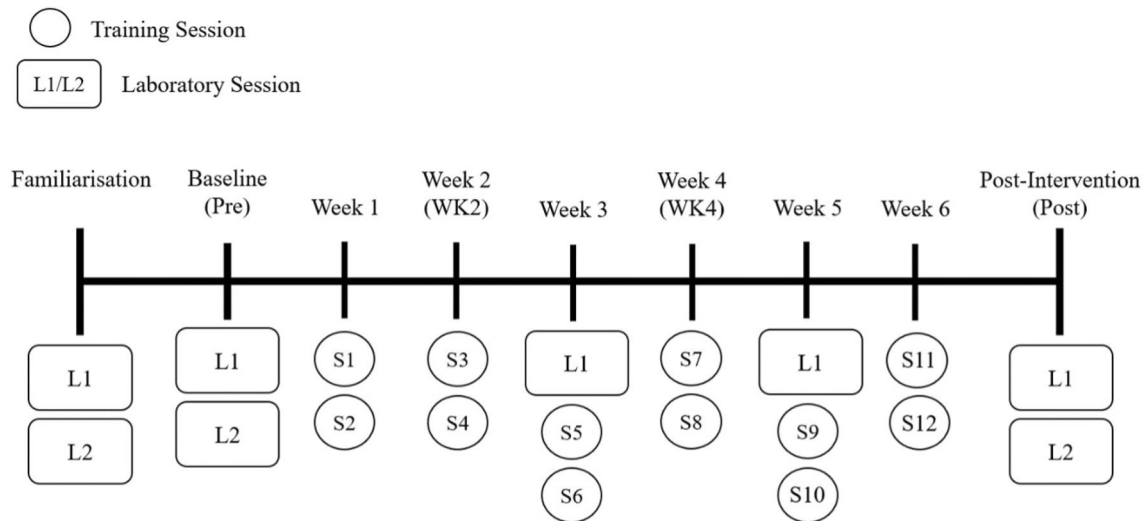 Training Session
L1/L2 Laboratory Session
Familiarisation
Baseline
(Pre)
Week 1
Week 2
(WK2)
Week 3
Week 4
(WK4)
Week 5
Week 6
Post-Intervention
(Post)
L1
L2
L1
L2
S1
S2
S3
S4
L1
S5
S6
S7
S8
L1
S9
S10
S11
S12
L1
L2